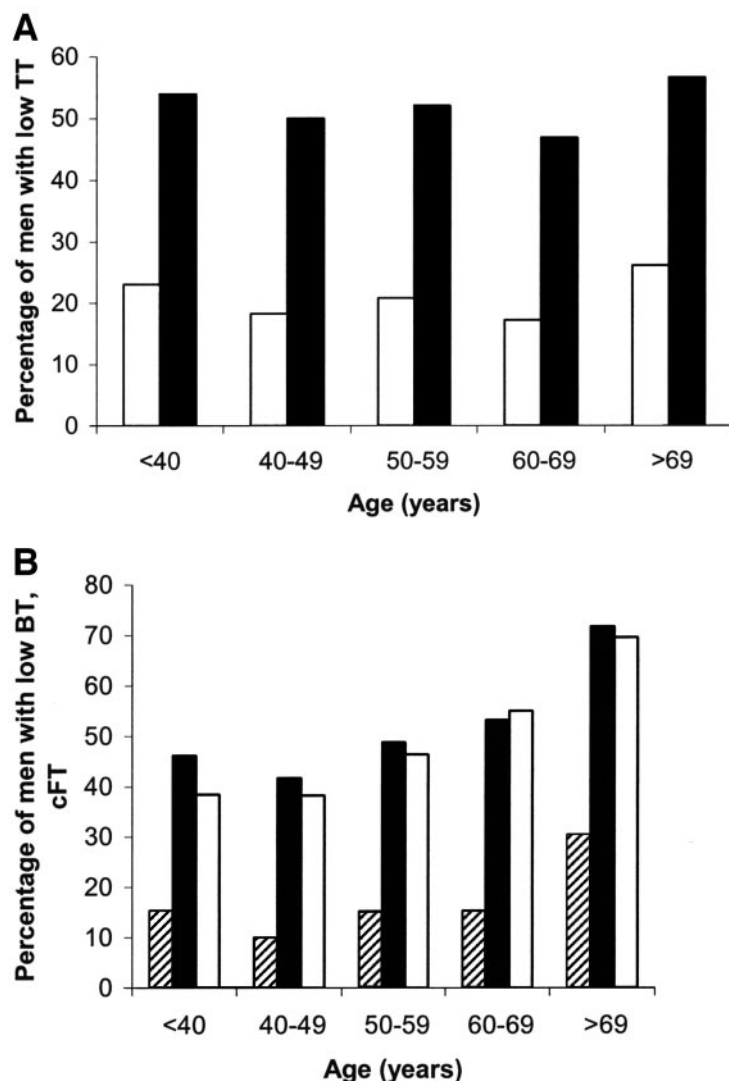 A
Percentage of men with low TT
60
50
40
30
20
10
0
<40 40-49 50-59 60-69 >69
Age (years)
B
Percentage of men with low BT,
cFT
80
70
60
50
40
30
20
10
0
<40 40-49 50-59 60-69 >69
Age (years)